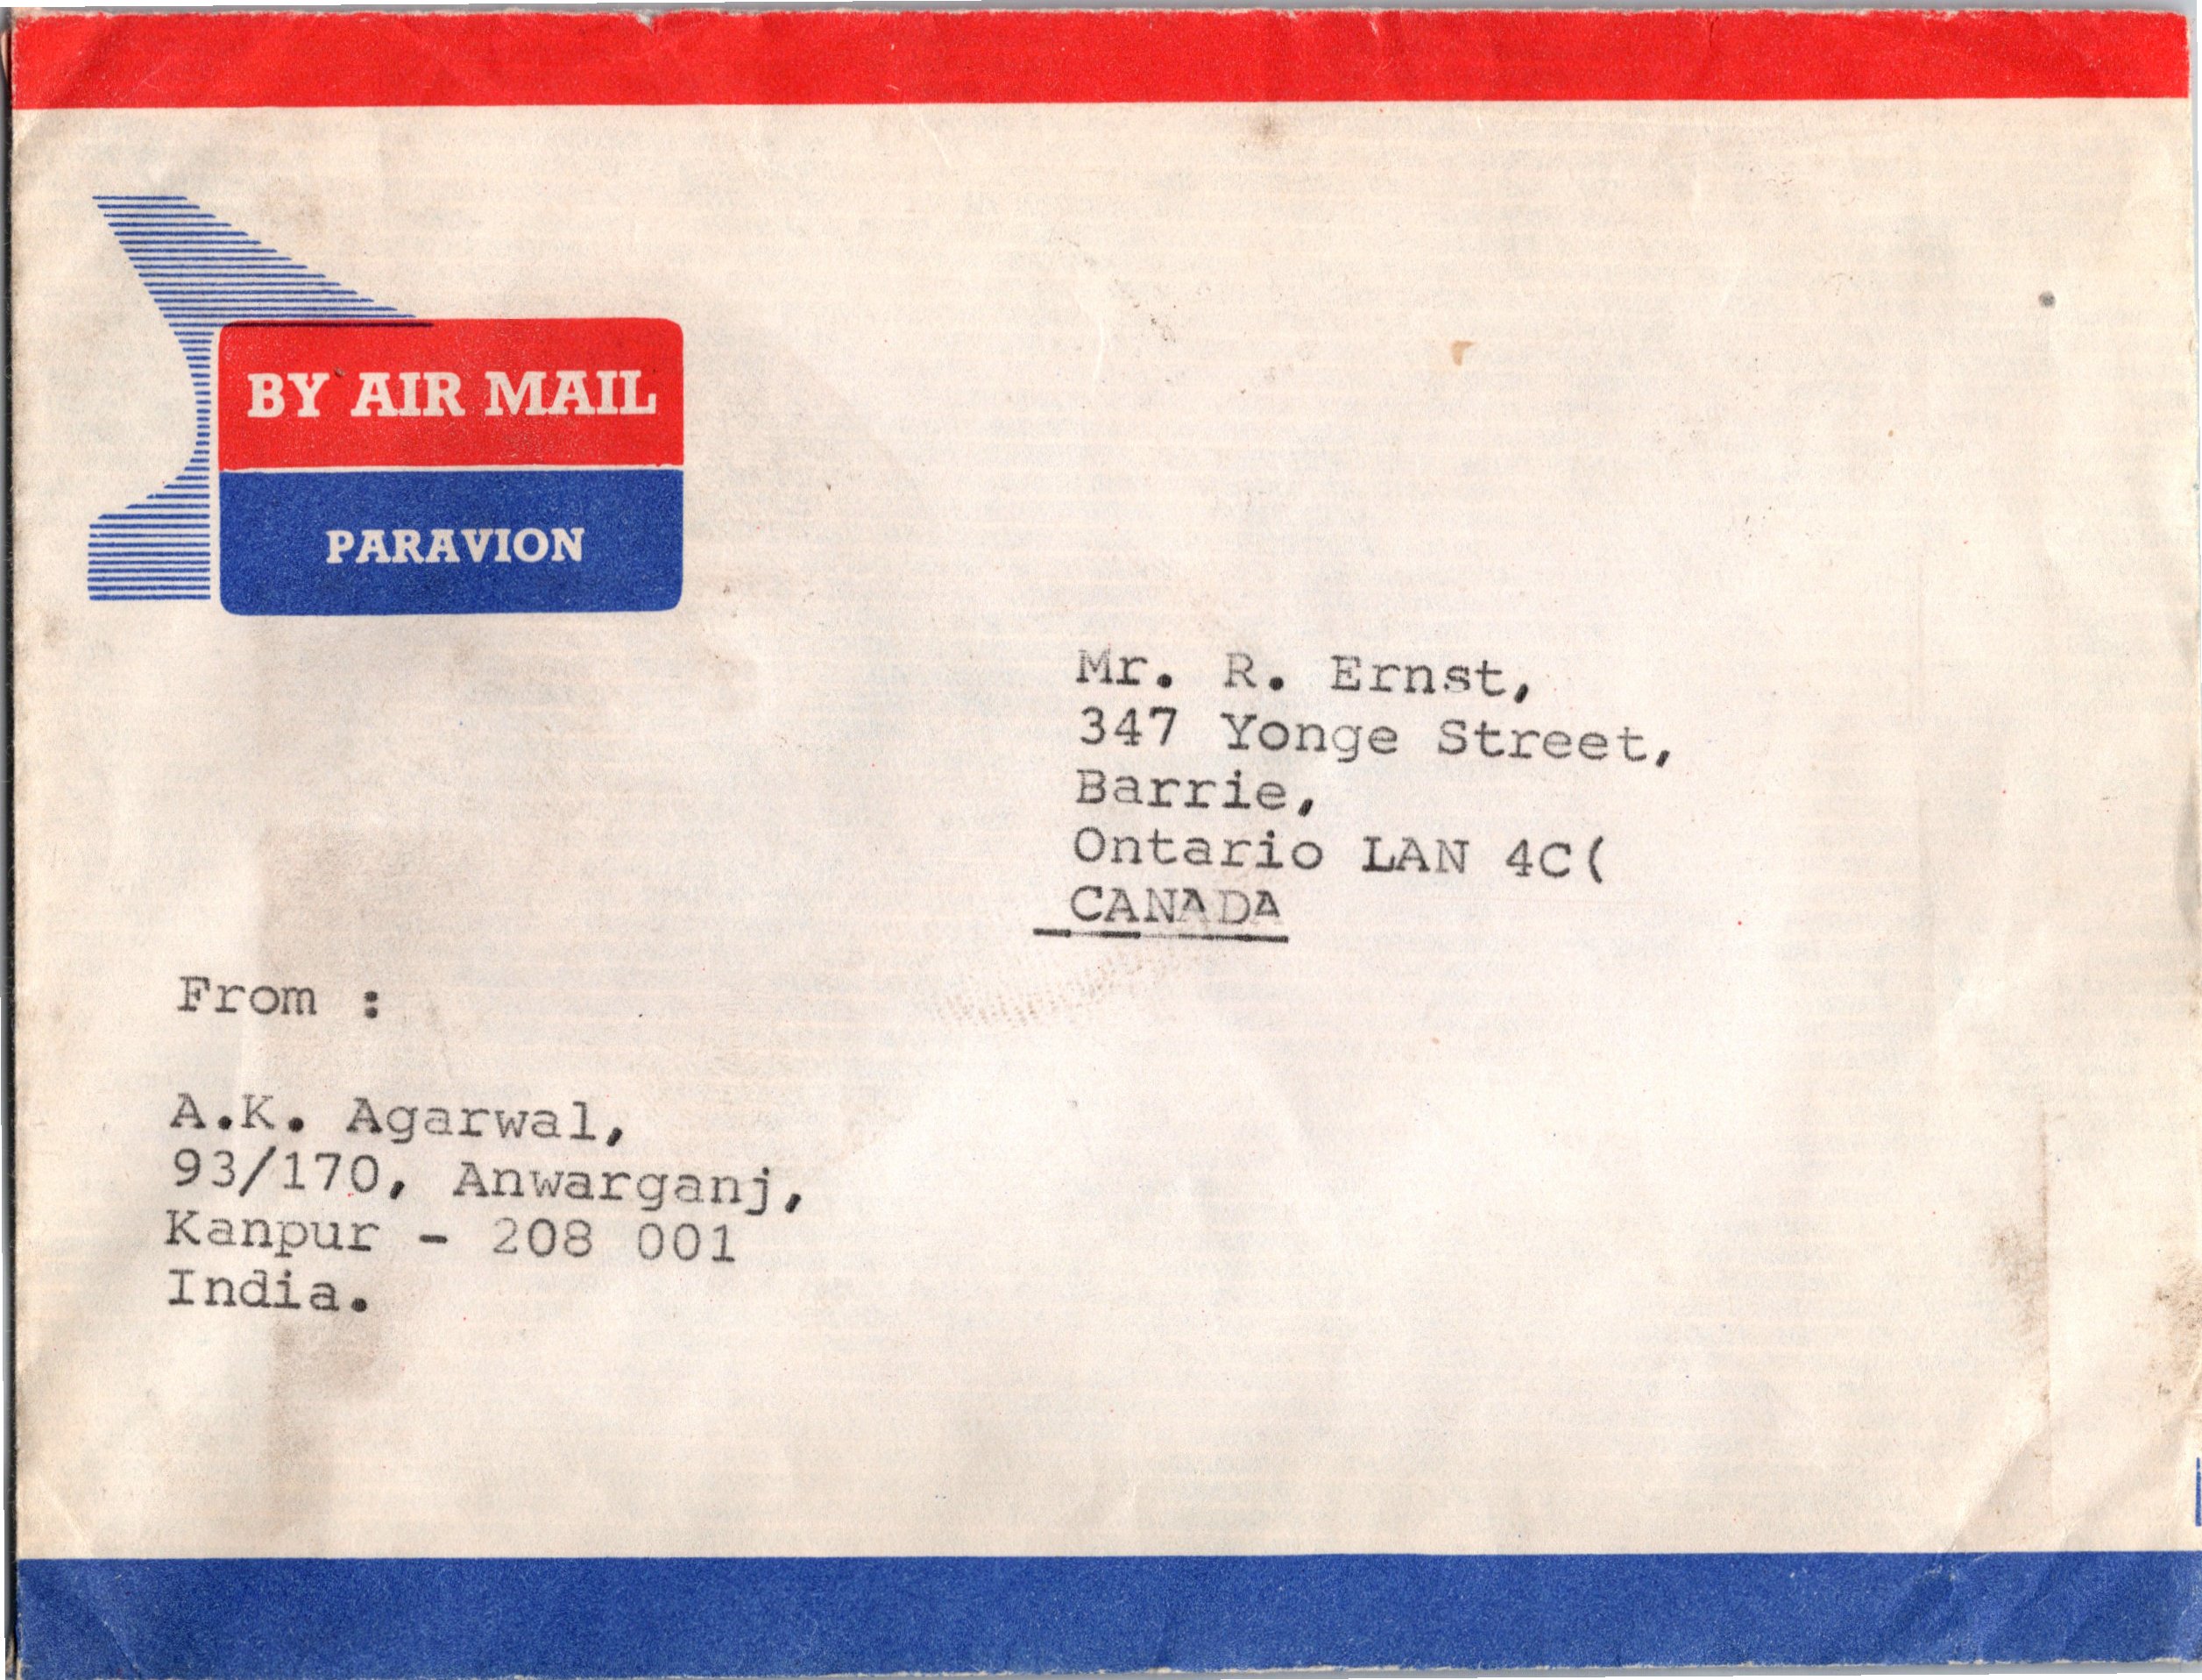 BY AIR MAIL
PARAVION
Mr. R. Ernst,
347 Yonge Street,
Barrie,
Ontario LAN 4C(
CANADA
From :
A.K. Agarwal,
93/170, Anwarganj,
Kanpur - 208 001
India.